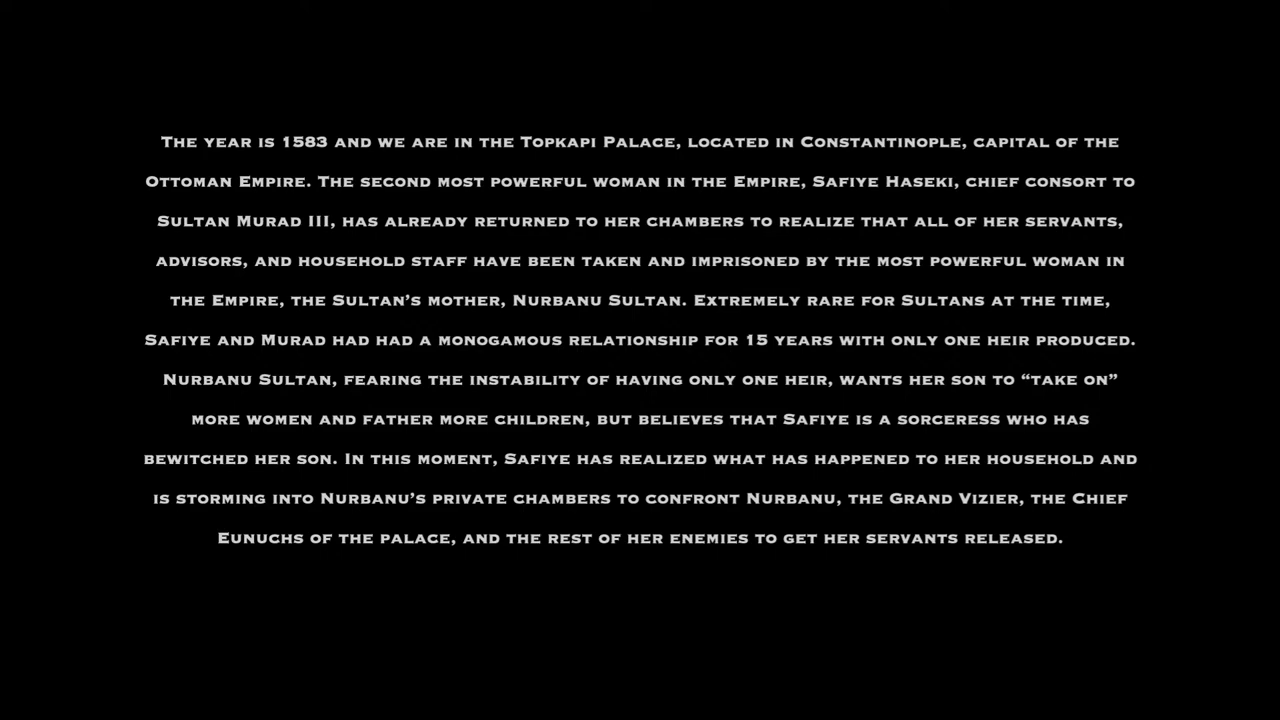 The year is 1583 and we are in the Topkapi Palace, located in Constantinople, capital of the
Ottoman Empire. The second most powerful woman in the Empire, Safiye Haseki, chief consort to
Sultan Murad III, has already returned to her chambers to realize that all of her servants,
advisors, and household staff have been taken and imprisoned by the most powerful woman in
the Empire, the Sultan's mother, Nurbanu Sultan. Extremely rare for Sultans at the time,
Safiye and Murad had had a monogamous relationship for 15 years with only one heir produced.
Nurbanu Sultan, fearing the instability of having only one heir, wants her son to “take on”
more women and father more children, but believes that Safiye is a sorceress who has
bewitched her son. In this moment, Safiye has realized what has happened to her household and
is storming into Nurbanu's private chambers to confront Nurbanu, the Grand Vizier, the Chief
Eunuchs of the palace, and the rest of her enemies to get her servants released.